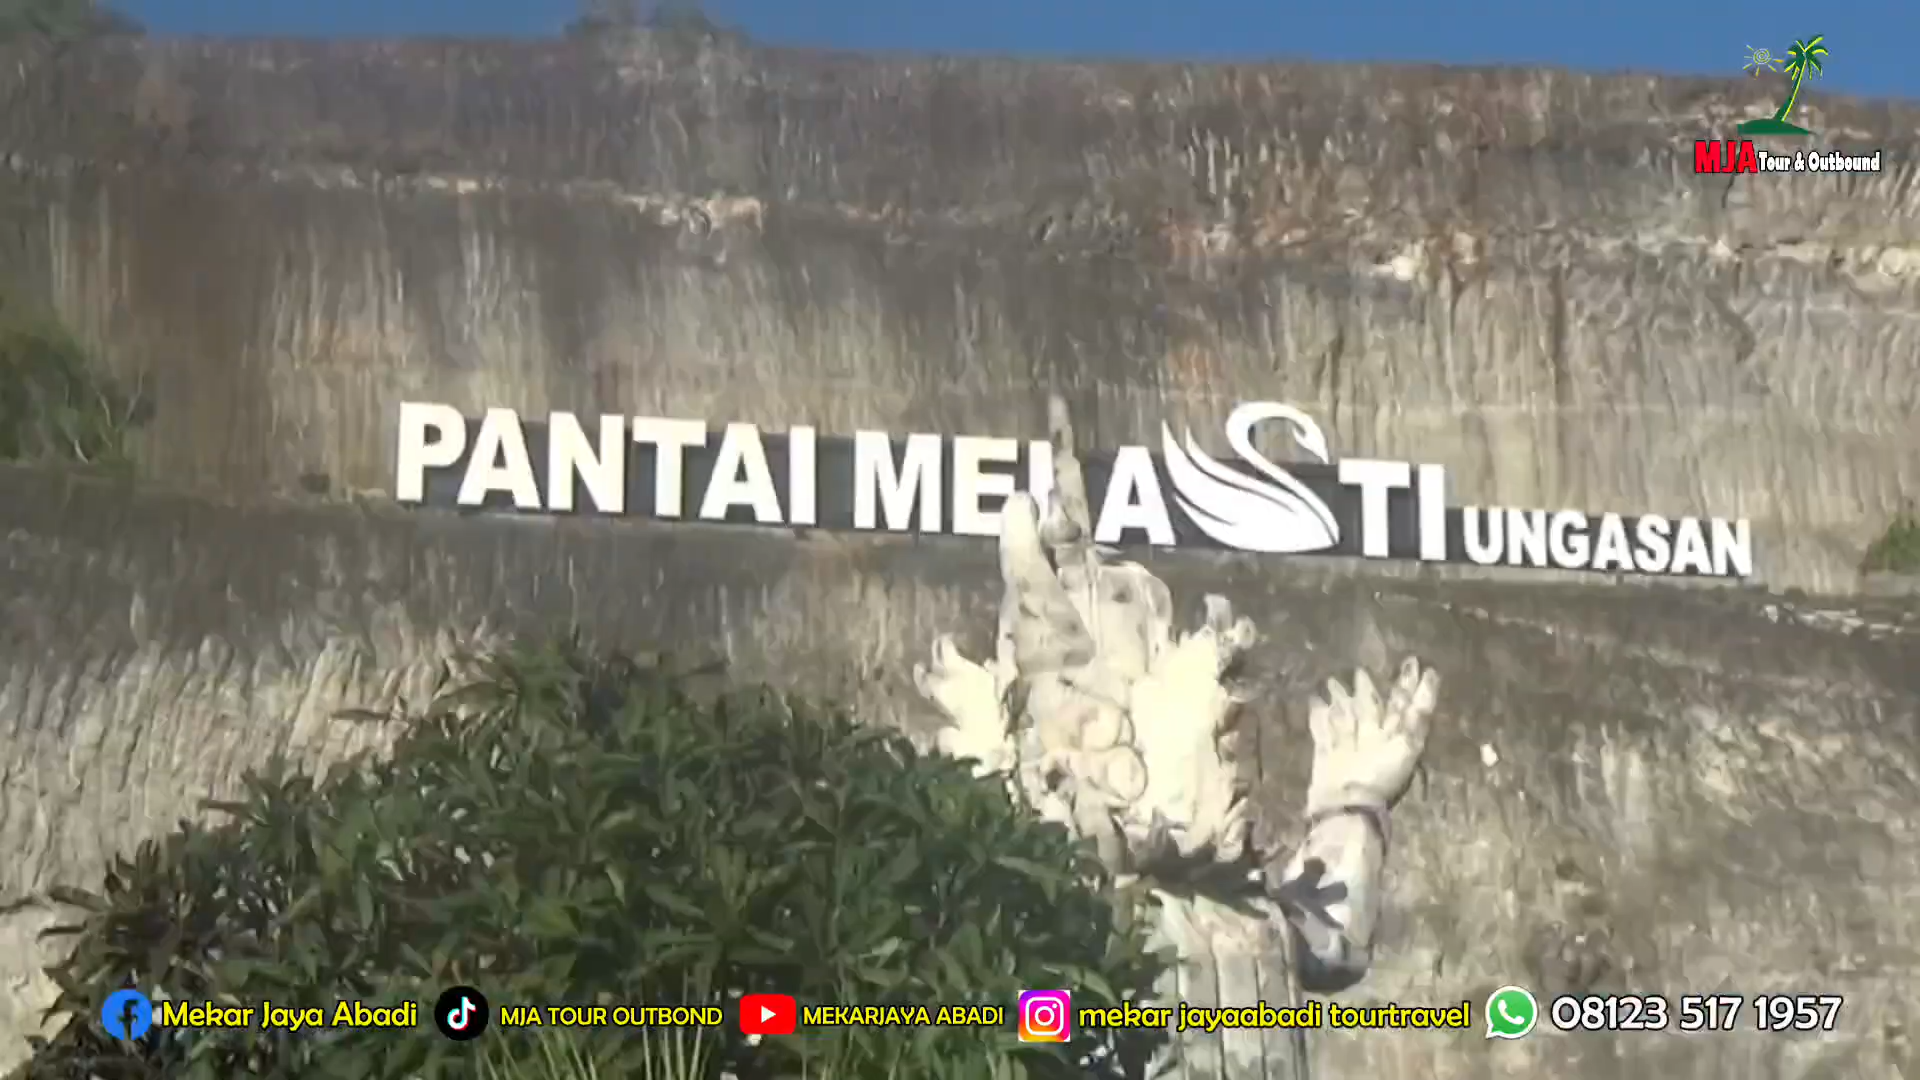 MJA Tour & Outbound
PANTAI MELASTI UNGASAN
Mekar Jaya Abadi MJA TOUR OUTBOND MEKARJAYA ABADI mekar jayaabadi tourtravel 08123 517 1957